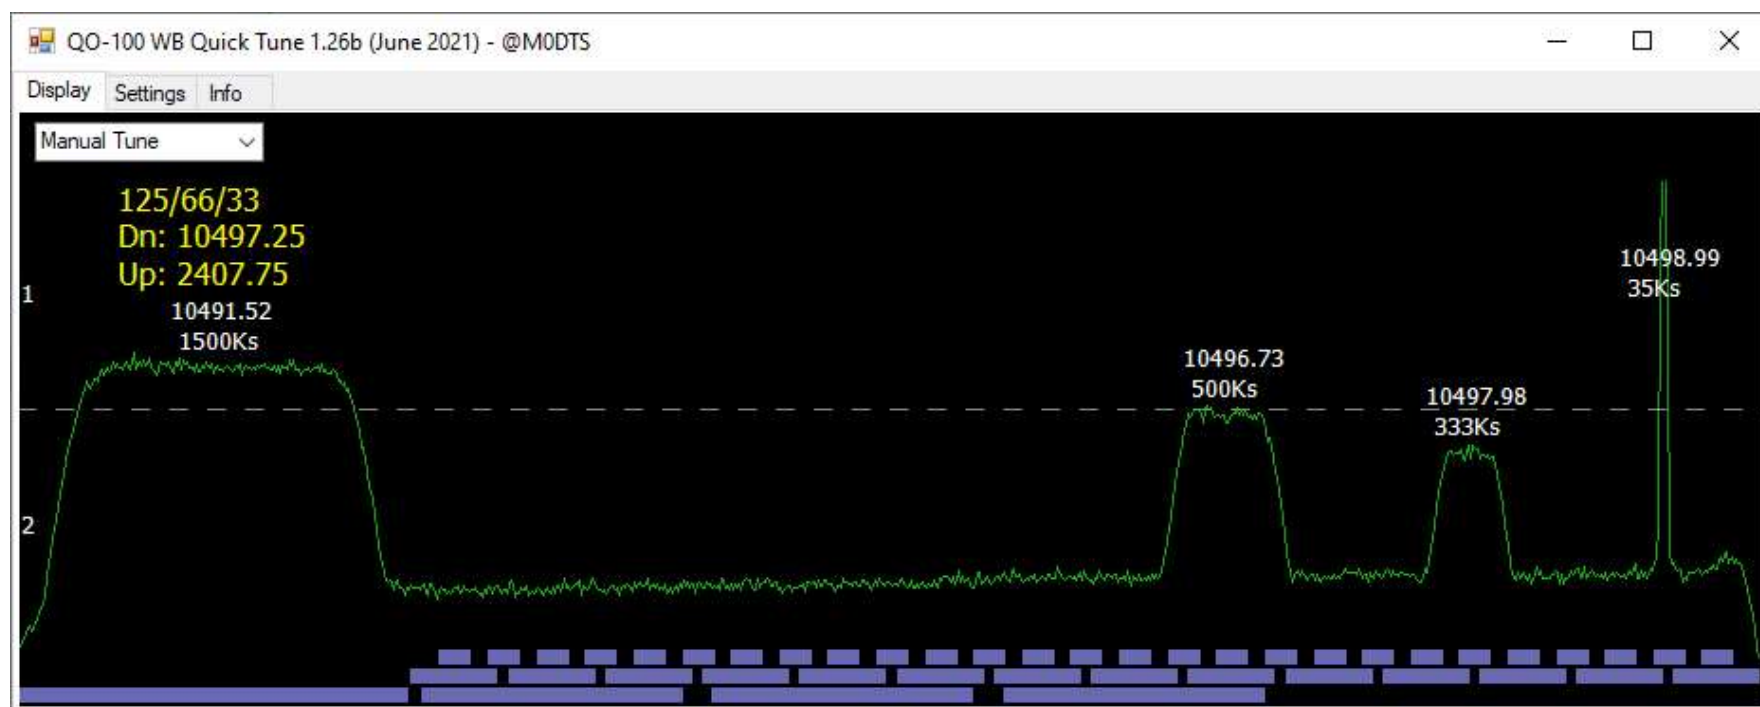 QO-100 WB Quick Tune 1.26b (June 2021) - @M0DTS
Display Settings Info
Manual Tune
125/66/33
Dn: 10497.25
Up: 2407.75
10491.52
1500Ks
10496.73
500Ks
10497.98
333Ks
10498.99
35Ks
1
2